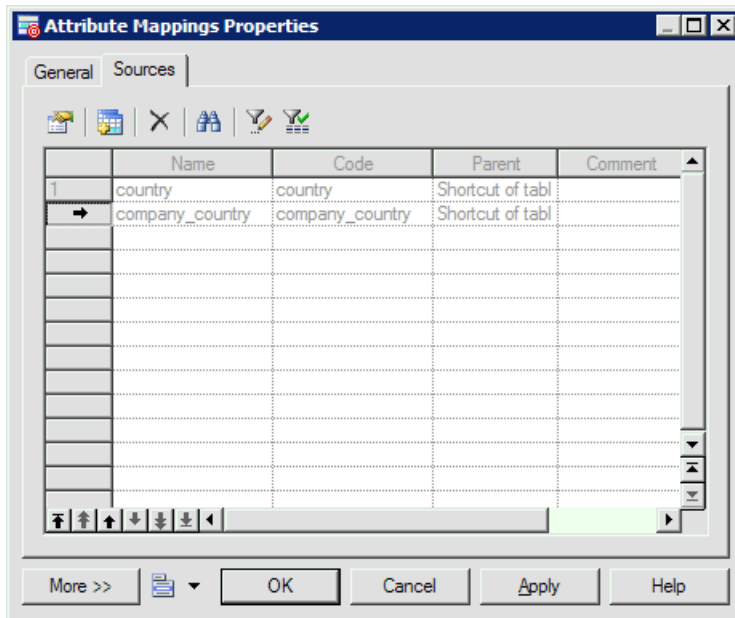 Attribute Mappings Properties
General Sources
Name Code Parent Comment
1 country country Shortcut of tabl
company_country company_country Shortcut of tabl
More >> OK Cancel Apply Help